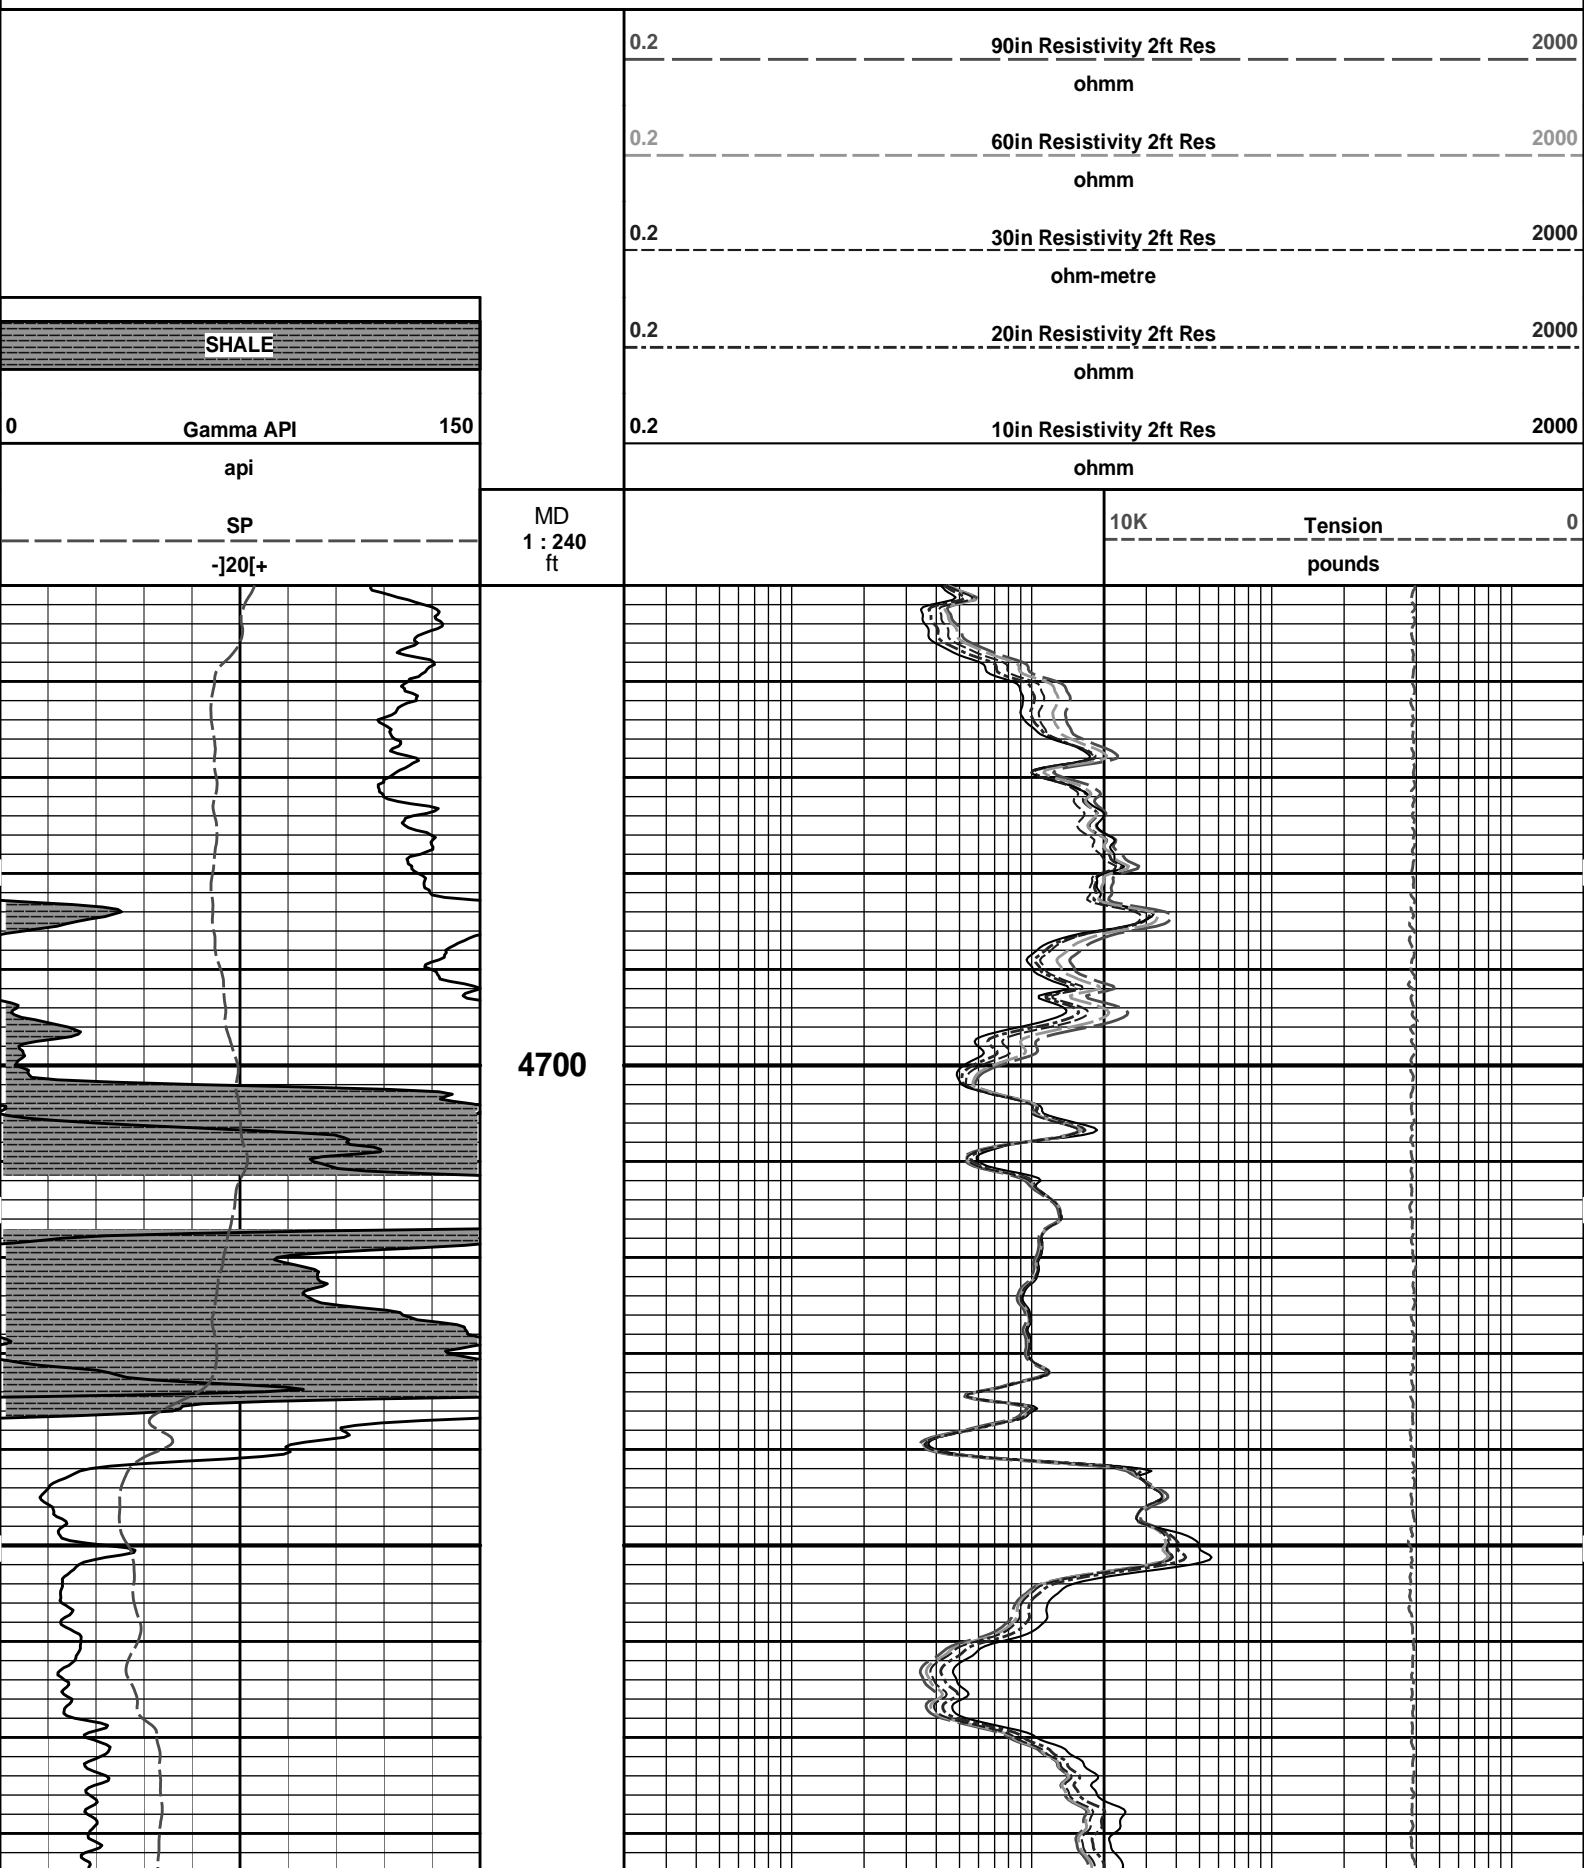 0.2 90in Resistivity 2ft Res 2000
ohmm
0.2 60in Resistivity 2ft Res 2000
ohmm
0.2 30in Resistivity 2ft Res 2000
ohm-metre
SHALE
0.2 20in Resistivity 2ft Res 2000
ohmm
0 Gamma API 150
0.2 10in Resistivity 2ft Res 2000
api
ohmm
SP
-]20[+
MD
1 : 240
ft
10K Tension 0
pounds
4700